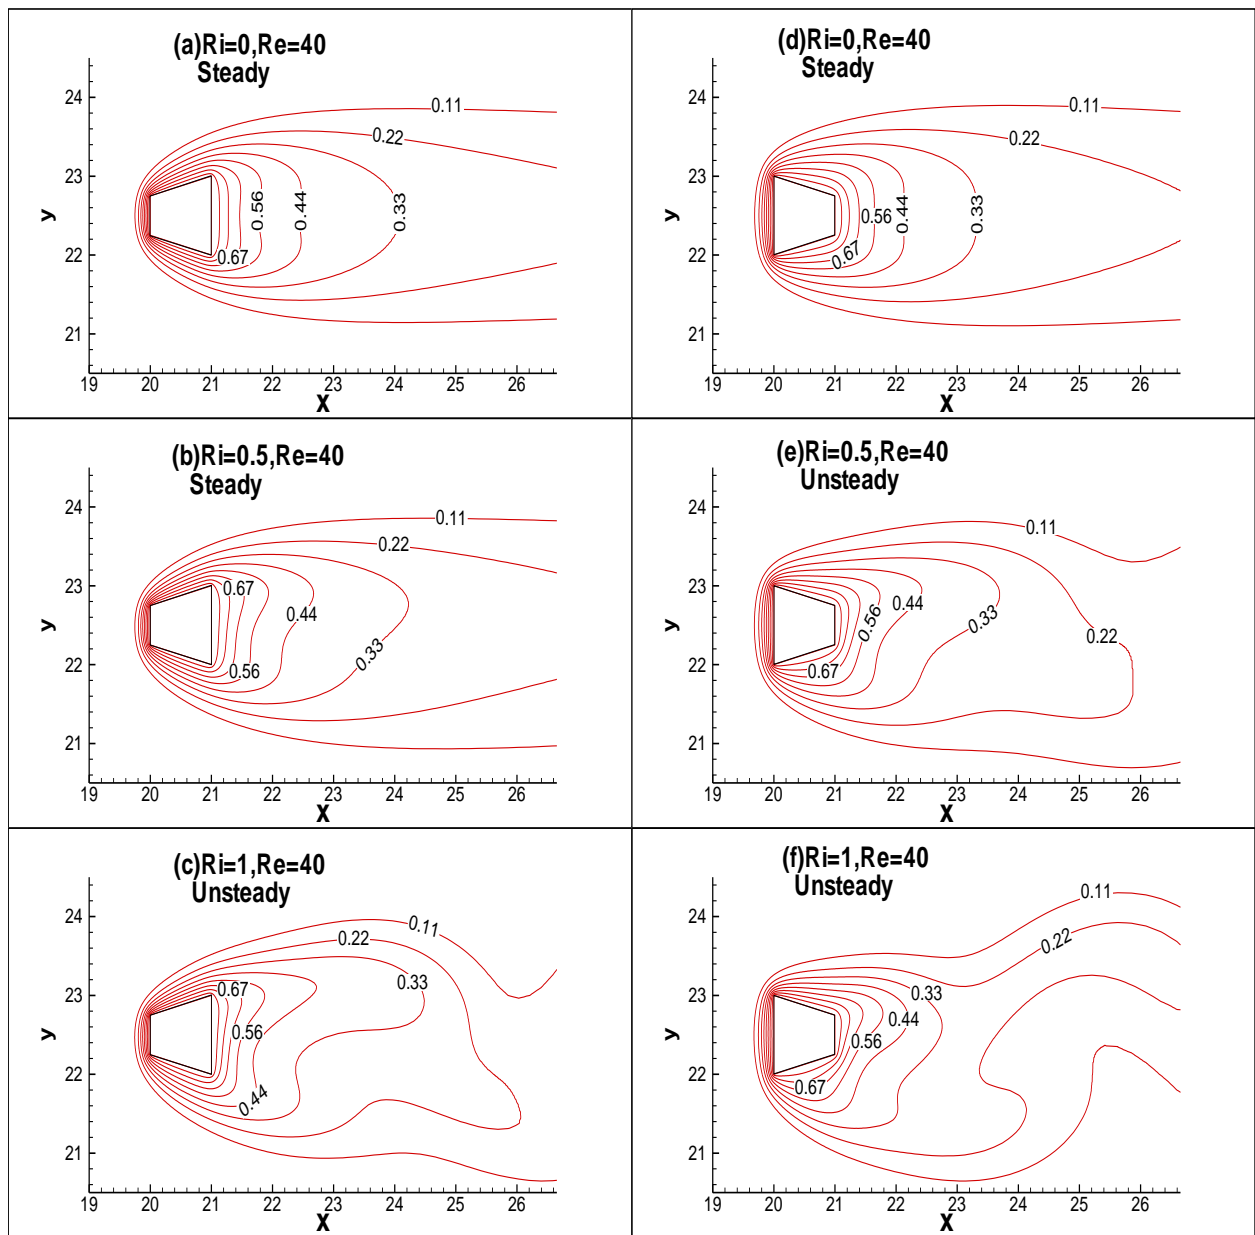 (a)Ri=0,Re=40
Steady
24
23
22
21
y
0.11
0.22
0.56
0.44
0.33
0.67
19 20 21 22 23 24 25 26
X
(d)Ri=0,Re=40
Steady
24
23
22
21
y
0.11
0.22
0.56
0.44
0.33
0.67
19 20 21 22 23 24 25 26
X
(b)Ri=0.5,Re=40
Steady
24
23
22
21
y
0.11
0.22
0.67
0.44
0.33
0.56
19 20 21 22 23 24 25 26
X
(e)Ri=0.5,Re=40
Unsteady
24
23
22
21
y
0.11
0.44
0.56
0.33
0.22
0.67
19 20 21 22 23 24 25 26
X
(c)Ri=1,Re=40
Unsteady
24
23
22
21
y
0.11
0.22
0.33
0.67
0.56
0.44
19 20 21 22 23 24 25 26
X
(f)Ri=1,Re=40
Unsteady
24
23
22
21
y
0.11
0.22
0.33
0.44
0.56
0.67
19 20 21 22 23 24 25 26
X